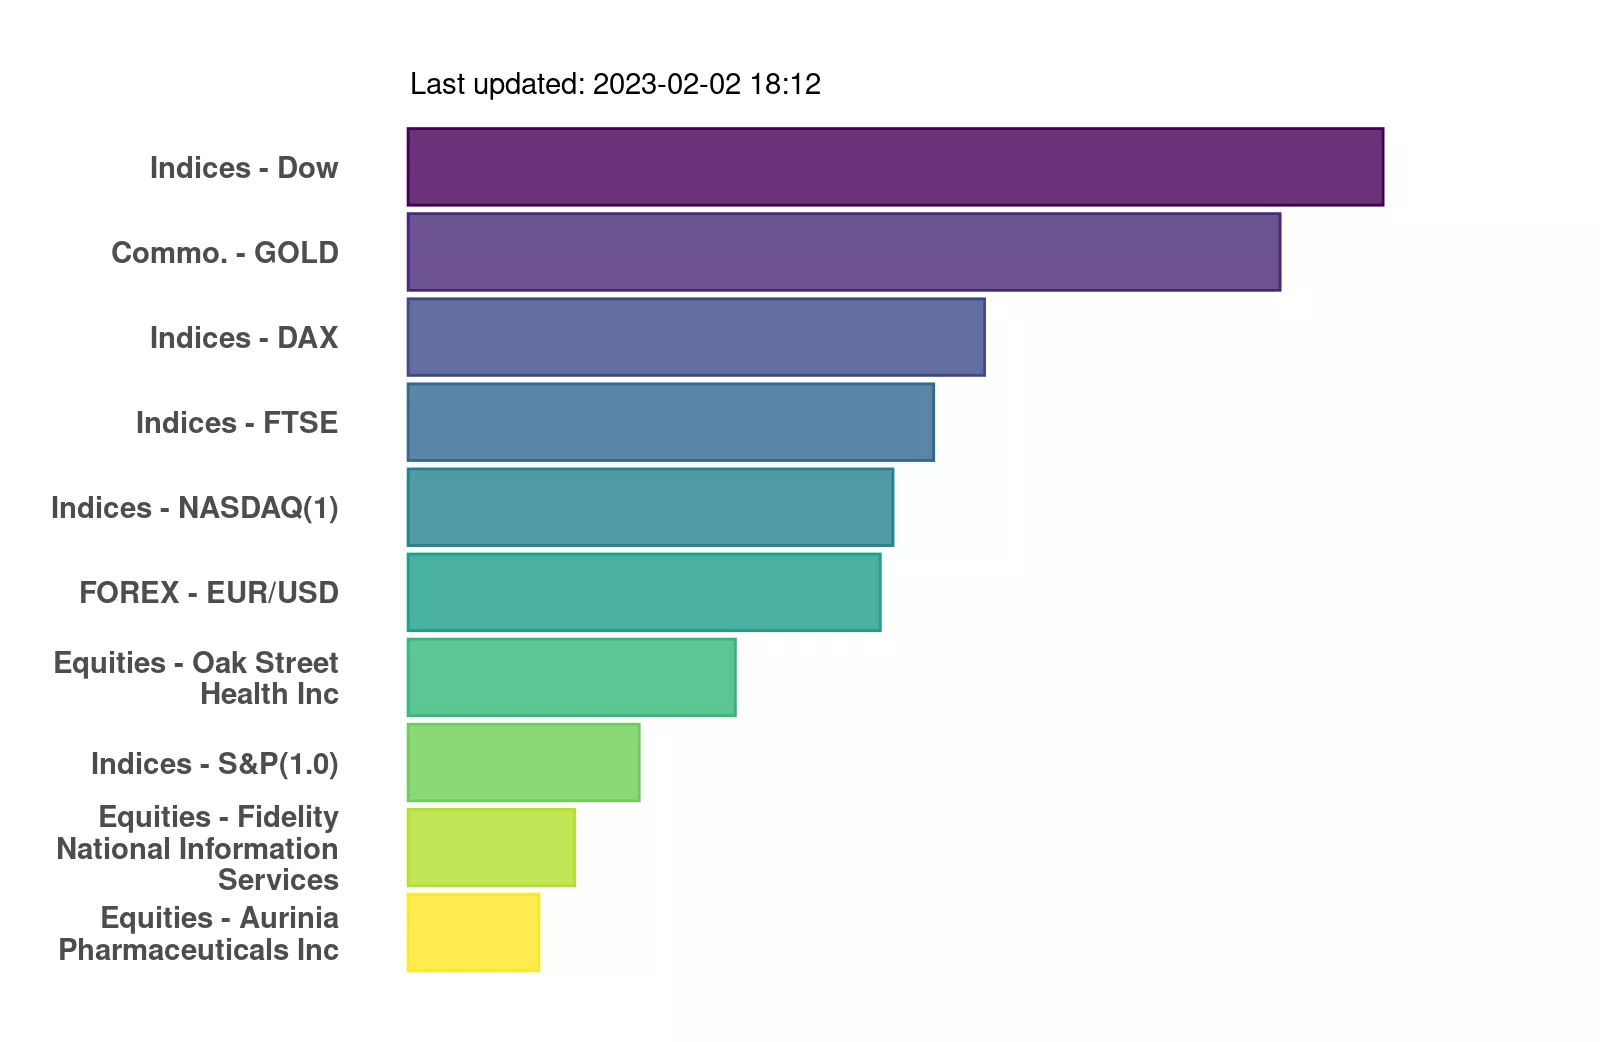 Last updated: 2023-02-02 18:12
Indices - Dow
Commo. - GOLD
Indices - DAX
Indices - FTSE
Indices - NASDAQ(1)
FOREX - EUR/USD
Equities - Oak Street
Health Inc
Indices - S&P(1.0)
Equities - Fidelity
National Information
Services
Equities - Aurinia
Pharmaceuticals Inc